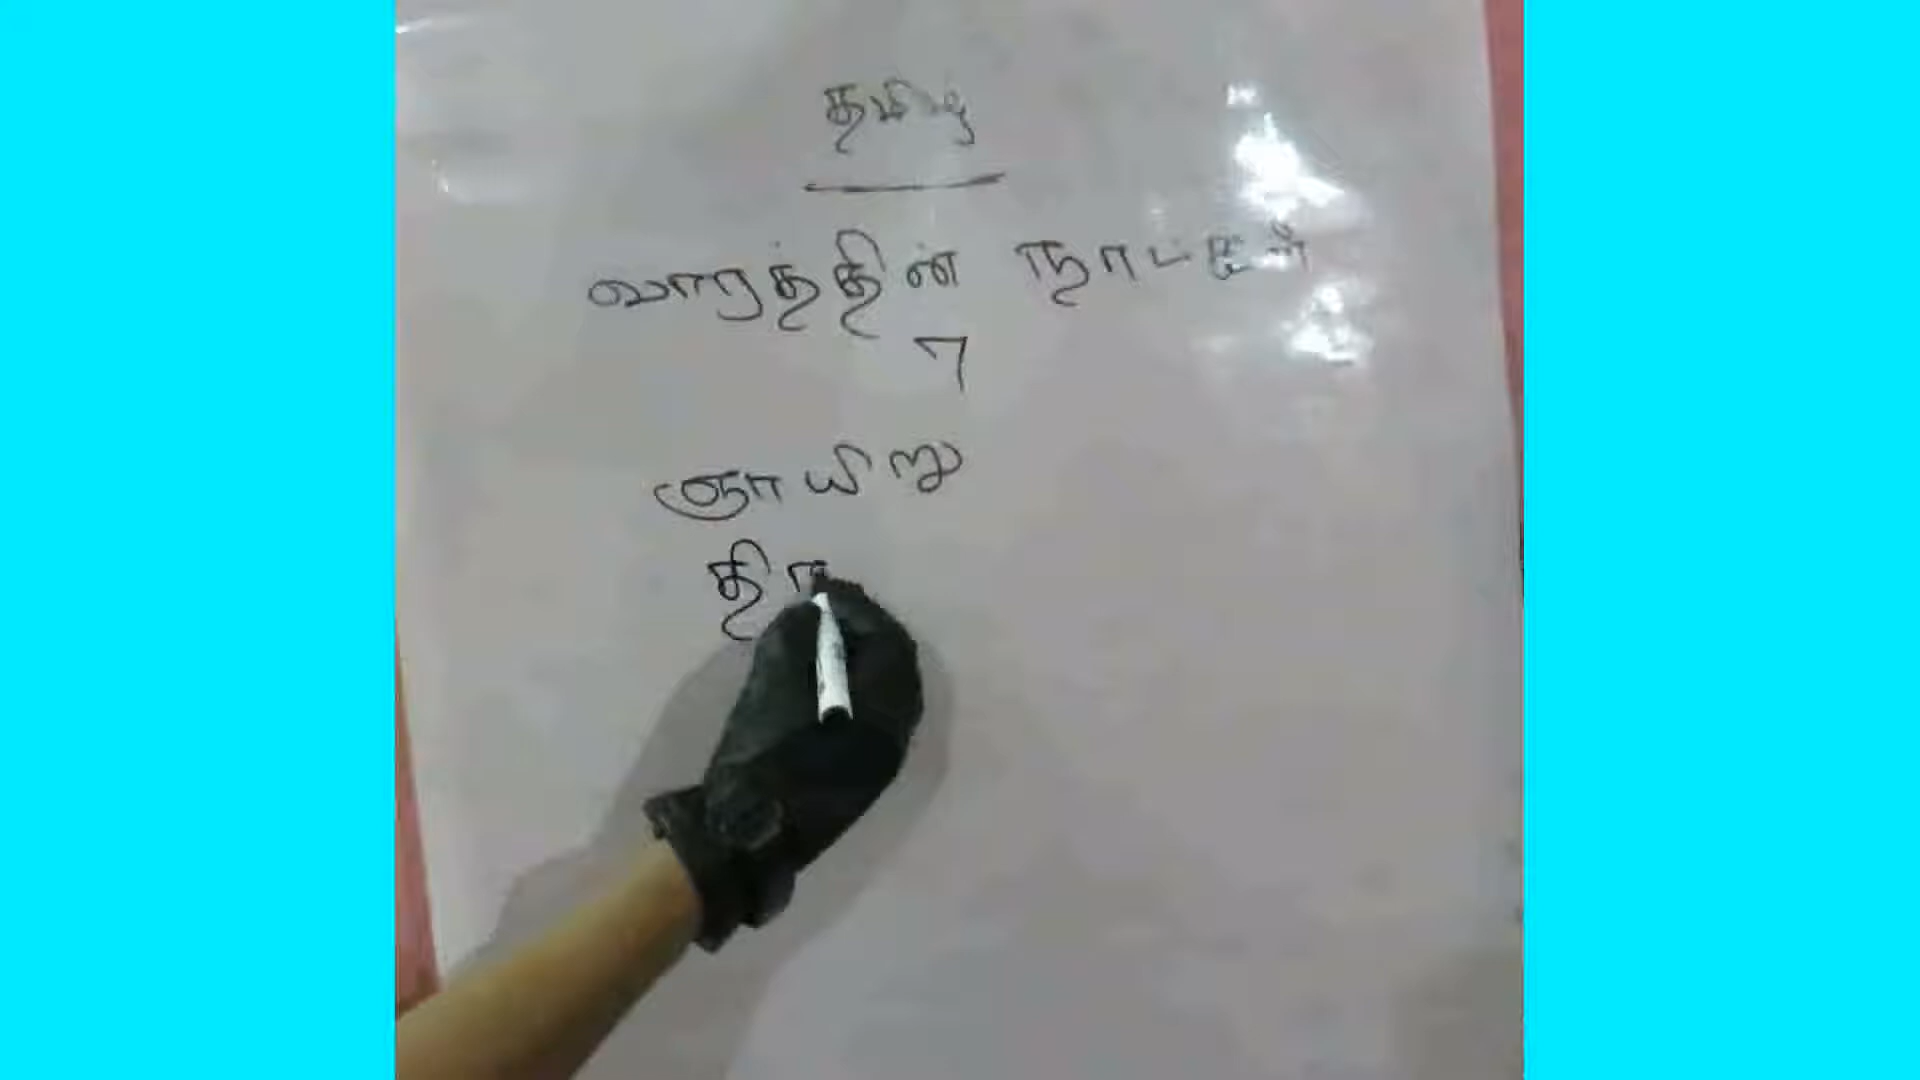 தமிழ்
வாரத்தின் நாட்கள்
7
ஞாயிறு
தி